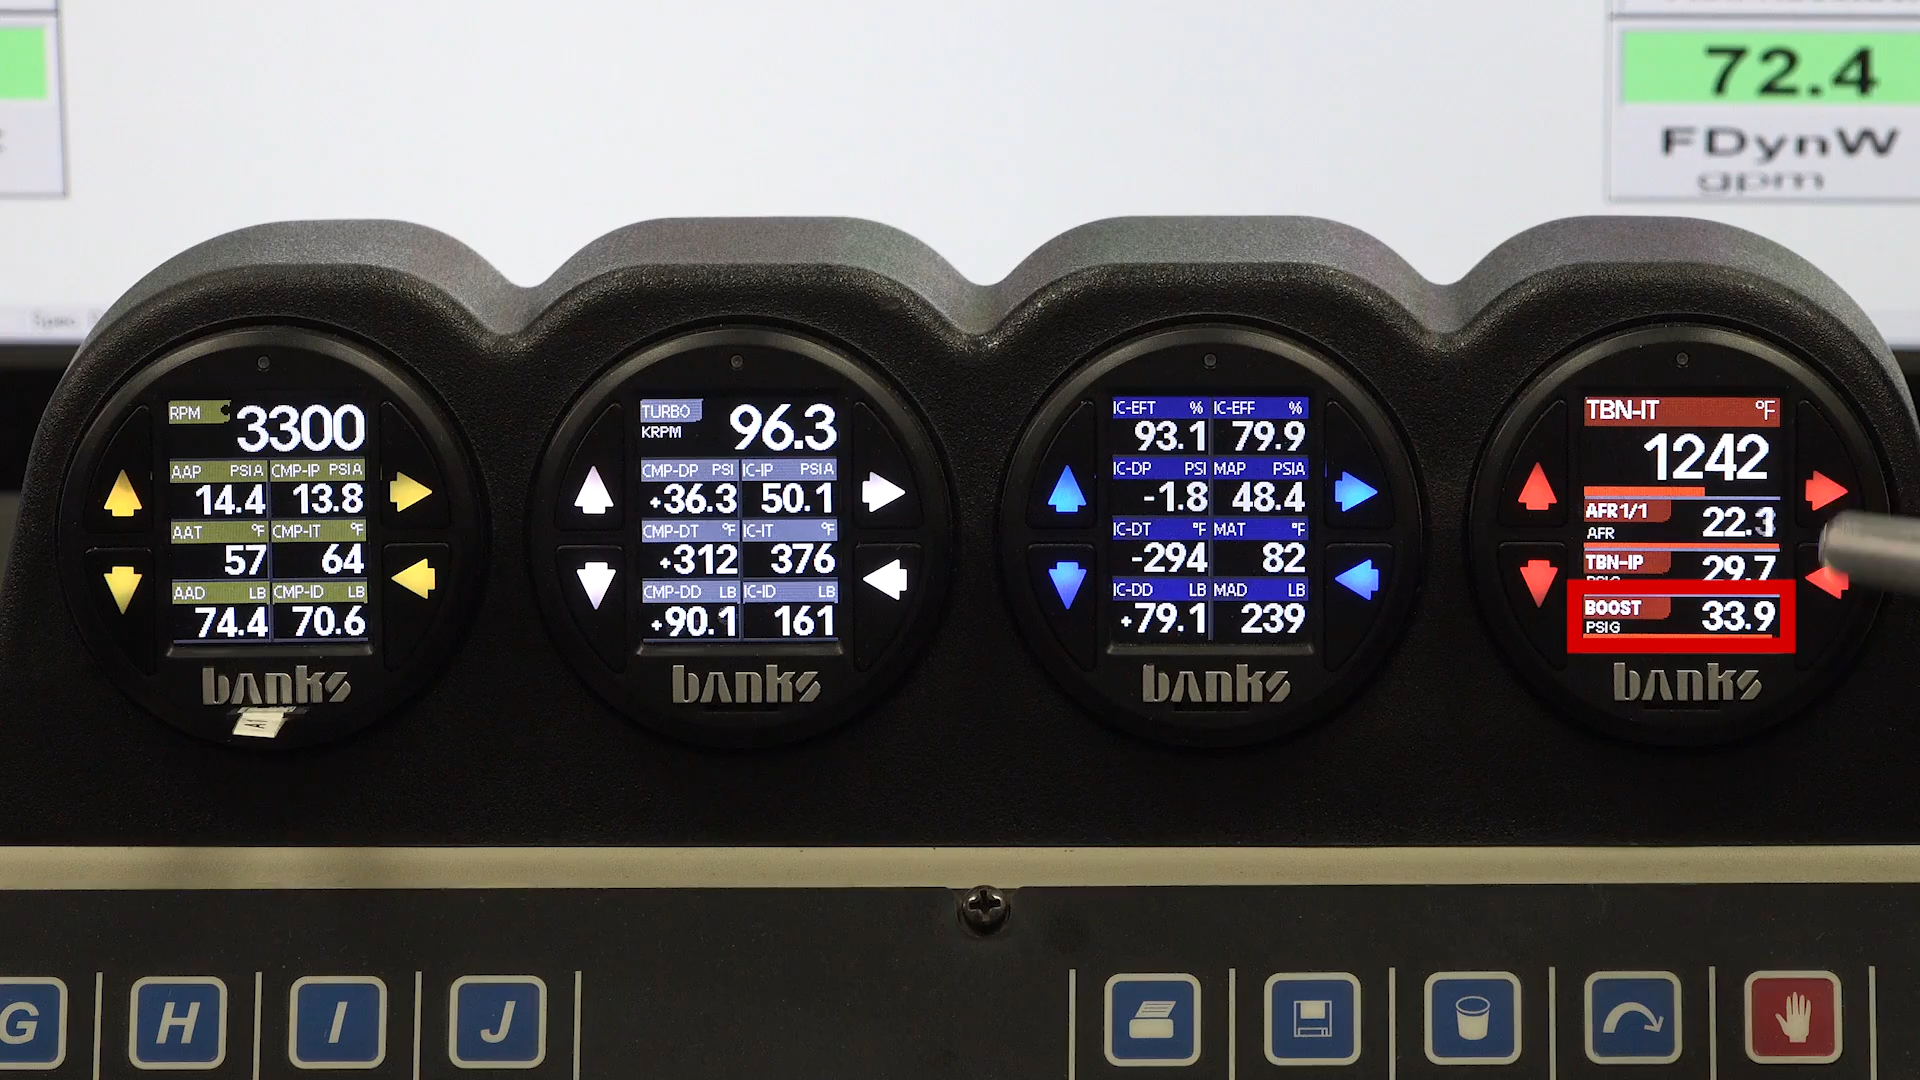 72.4
FDynW
gpm
RPM 3300
AAP PSIA CMP-IP PSIA
14.4 13.8
AAT °F CMP-IT °F
57 64
AAD LB CMP-ID LB
74.4 70.6
banks
A1
TURBO
KRPM 96.3
CMP-DP PSI IC-IP PSIA
+36.3 50.1
CMP-DT °F IC-IT °F
+312 376
CMP-DD LB IC-ID LB
+90.1 161
banks
IC-EFT % IC-EFF %
93.1 79.9
IC-DP PSI MAP PSIA
-1.8 48.4
IC-DT °F MAT °F
-294 82
IC-DD LB MAD LB
+79.1 239
banks
TBN-IT °F
1242
AFR1/1
AFR 22.3
TBN-IP 29.7
PSIG
BOOST
PSIG 33.9
banks
G H I J